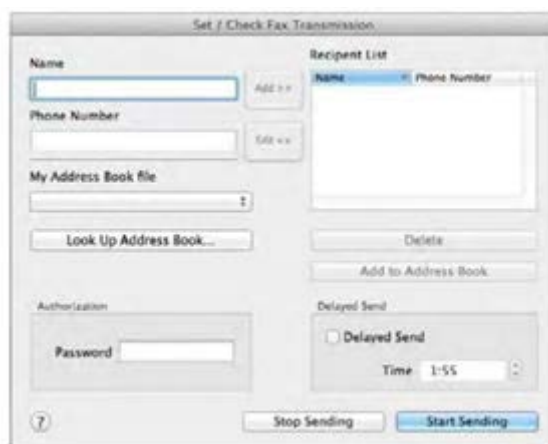 Set / Check Fax Transmission
Name
Add >>
Phone Number
Edit <<
My Address Book file
Look Up Address Book...
Recipent List
Name
Phone Number
Delete
Add to Address Book
Authorization
Password
Delayed Send
Delayed Send
Time 1:55
?
Stop Sending
Start Sending